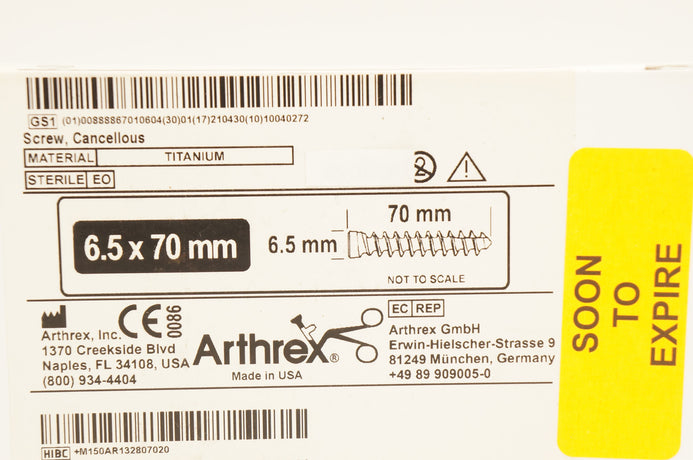 GS1 (01)00888867010604(30)01(17)210430(10)10040272
Screw, Cancellous
MATERIAL TITANIUM
STERILE EO
2
6.5 x 70 mm
6.5 mm
70 mm
NOT TO SCALE
Arthrex, Inc.
1370 Creekside Blvd
Naples, FL 34108, USA
(800) 934-4404
CE 0086
Arthrex®
Made in USA
EC REP
Arthrex GmbH
Erwin-Hielscher-Strasse 9
81249 München, Germany
+49 89 909005-0
HIBC +M150AR132807020
SOON
TO
EXPIRE